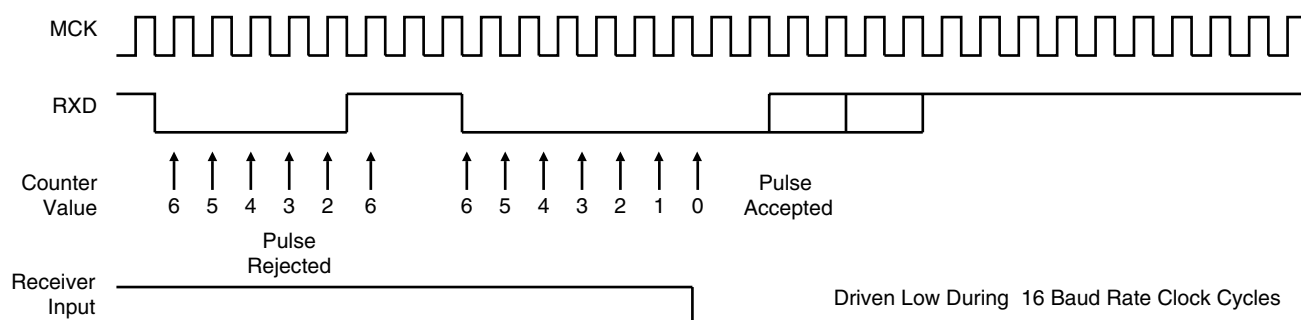 MCK
RXD
Counter
Value
6 5 4 3 2 6 6 5 4 3 2 1 0
Pulse
Accepted
Pulse
Rejected
Receiver
Input
Driven Low During 16 Baud Rate Clock Cycles